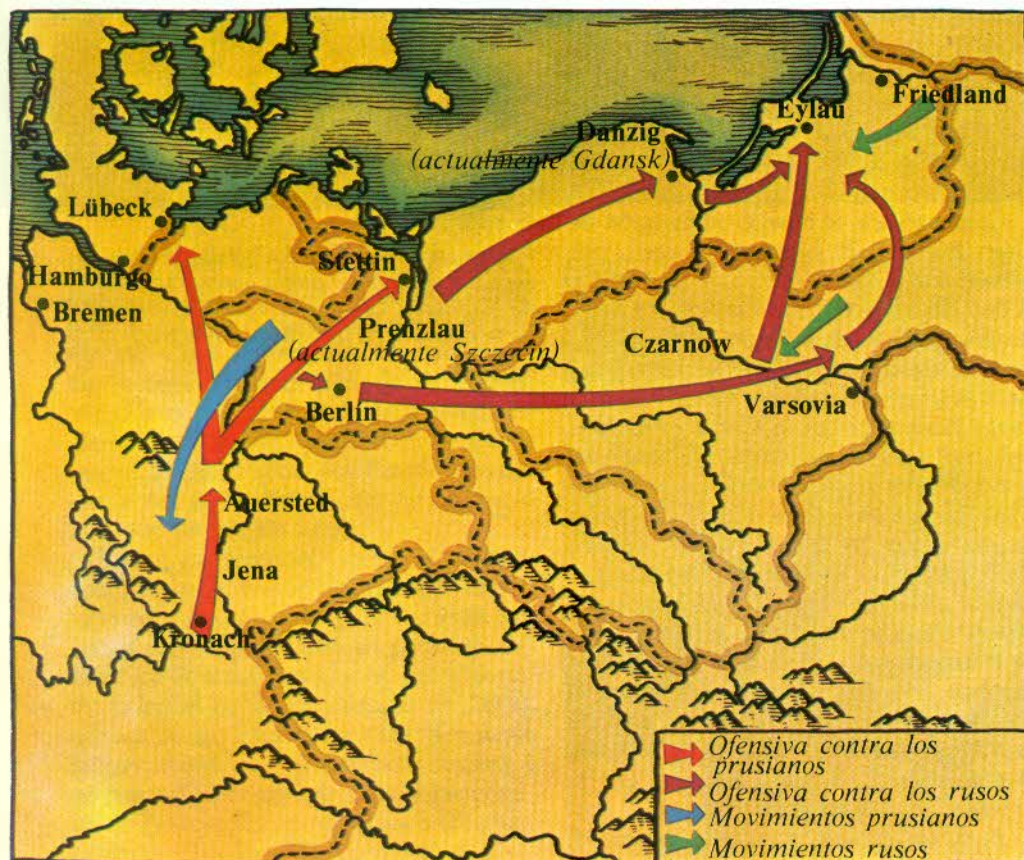 Friedland
Eylau
Danzig
(actualmente Gdansk)
Lübeck
Stettin
Hamburgo
Bremen
Prenzlau
(actualmente Szczecin)
Czarnow
Berlín
Varsovia
Auersted
Jena
Kronach
Ofensiva contra los
prusianos
Ofensiva contra los rusos
Movimientos prusianos
Movimientos rusos